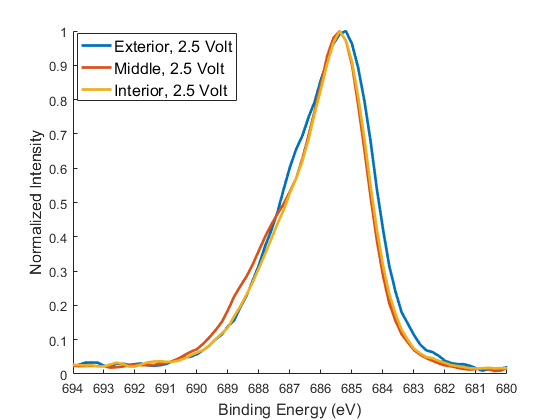 Exterior, 2.5 Volt
Middle, 2.5 Volt
Interior, 2.5 Volt
Normalized Intensity
1
0.9
0.8
0.7
0.6
0.5
0.4
0.3
0.2
0.1
0
694 693 692 691 690 689 688 687 686 685 684 683 682 681 680
Binding Energy (eV)